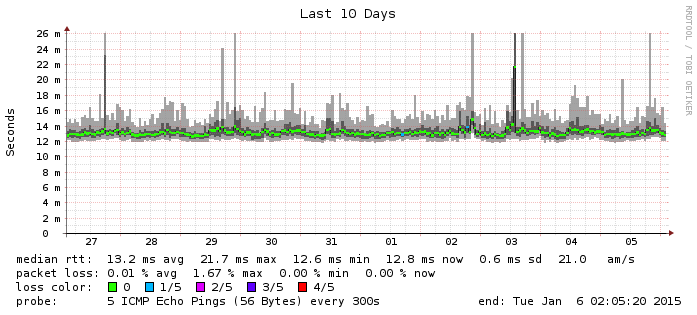 Last 10 Days
RRDTOOL / TOBI OETIKER
Seconds
26 m
24 m
22 m
20 m
18 m
16 m
14 m
12 m
10 m
8 m
6 m
4 m
2 m
0
27 28 29 30 31 01 02 03 04 05
median rtt: 13.2 ms avg 21.7 ms max 12.6 ms min 12.8 ms now 0.6 ms sd 21.0 am/s
packet loss: 0.01 % avg 1.67 % max 0.00 % min 0.00 % now
loss color: 0 1/5 2/5 3/5 4/5
probe: 5 ICMP Echo Pings (56 Bytes) every 300s end: Tue Jan 6 02:05:20 2015